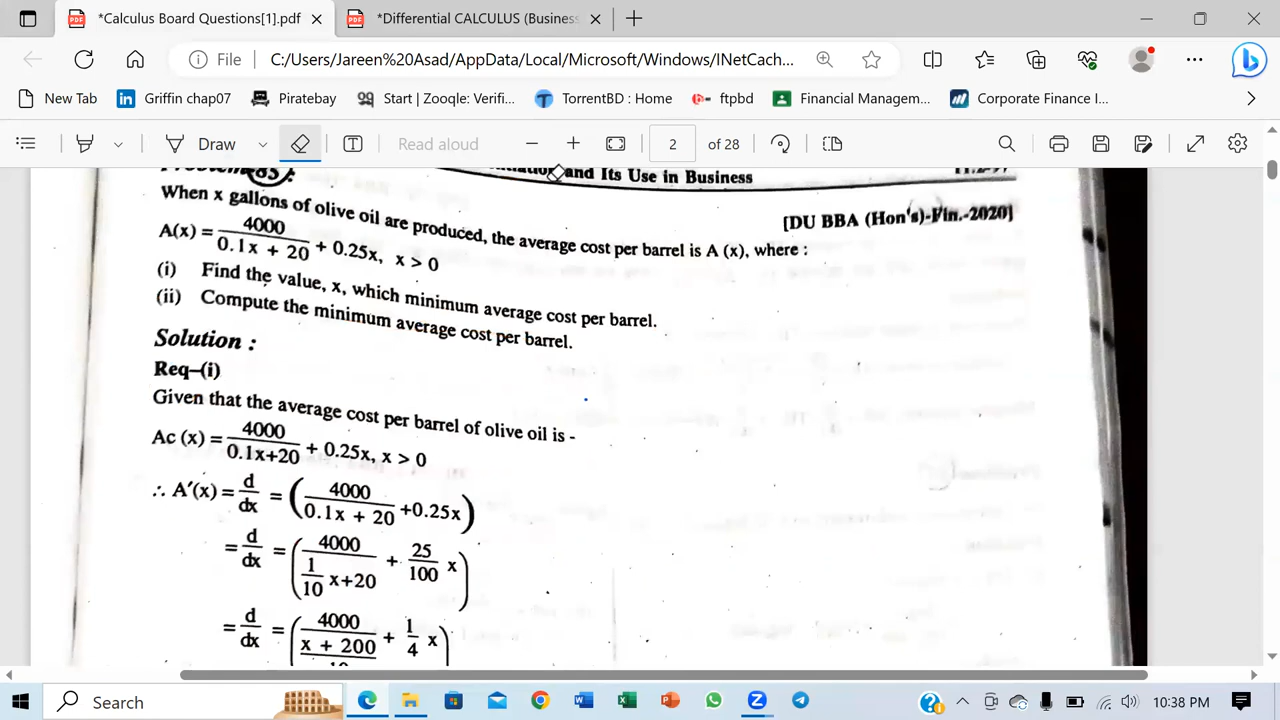 *Calculus Board Questions[1].pdf
*Differential CALCULUS (Business
File C:/Users/Jareen%20Asad/AppData/Local/Microsoft/Windows/INetCach...
New Tab Griffin chap07 Piratebay Start | Zooqle: Verifi... TorrentBD : Home ftpbd Financial Managem... Corporate Finance I...
Draw Read aloud 2 of 28
and Its Use in Business
[DU BBA (Hon's)-Fin.-2020]
When x gallons of olive oil are produced, the average cost per barrel is A (x), where :
A(x) = 4000/(0.1x + 20) + 0.25x, x > 0
(i) Find the value, x, which minimum average cost per barrel.
(ii) Compute the minimum average cost per barrel.
Solution :
Req–(i)
Given that the average cost per barrel of olive oil is -
Ac (x) = 4000/(0.1x+20) + 0.25x, x > 0
∴ A′(x) = d/dx = (4000/(0.1x + 20) +0.25x)
= d/dx = (4000/(1/10 x+20) + 25/100 x)
= d/dx = (4000/(x + 200)/10 + 1/4 x)
Search
10:38 PM